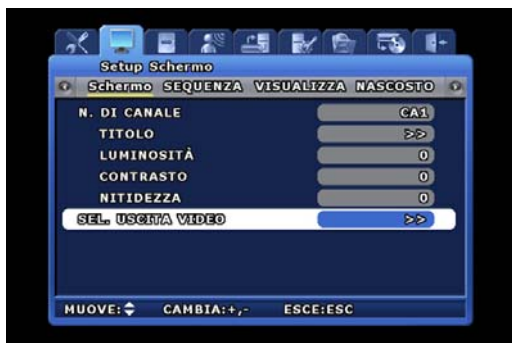 Setup Schermo
Schermo SEQUENZA VISUALIZZA NASCOSTO
N. DI CANALE CA1
TITOLO >>
LUMINOSITÀ 0
CONTRASTO 0
NITIDEZZA 0
SEL. USCITA VIDEO >>
MUOVE: CAMBIA:+,- ESCE:ESC